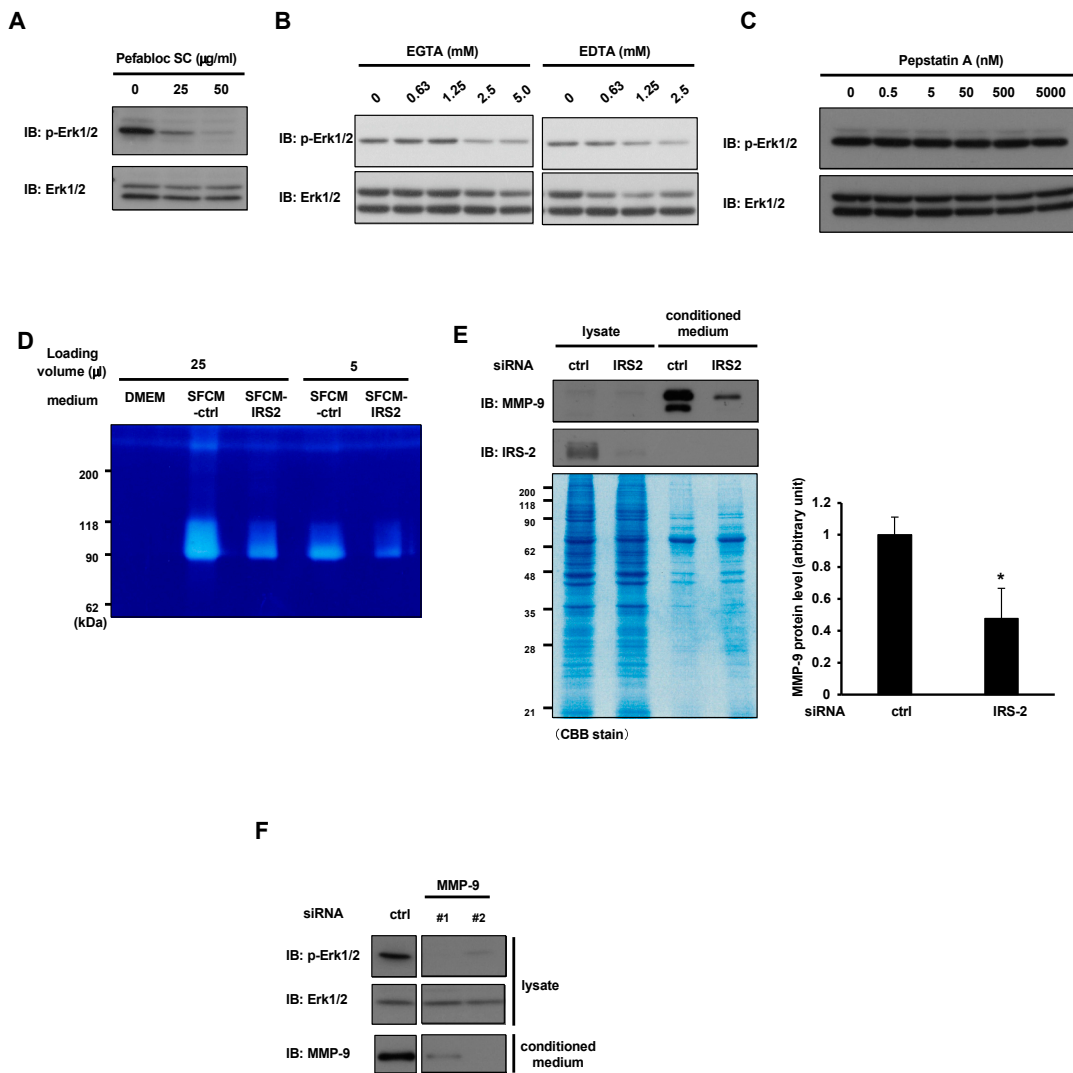 A
Pefabloc SC (μg/ml)
0 25 50
IB: p-Erk1/2
IB: Erk1/2
B
EGTA (mM) EDTA (mM)
0 0.63 1.25 2.5 5.0 0 0.63 1.25 2.5
IB: p-Erk1/2
IB: Erk1/2
C
Pepstatin A (nM)
0 0.5 5 50 500 5000
IB: p-Erk1/2
IB: Erk1/2
D
Loading
volume (μl) 25 5
medium DMEM SFCM -ctrl SFCM- IRS2 SFCM -ctrl SFCM- IRS2
200
118
90
62
(kDa)
E
lysate conditioned medium
siRNA ctrl IRS2 ctrl IRS2
IB: MMP-9
IB: IRS-2
200
118
90
62
48
35
28
21
(CBB stain)
MMP-9 protein level (arbitrary unit)
1.2
1
0.8
0.6
0.4
0.2
0
*
siRNA ctrl IRS-2
F
MMP-9
siRNA ctrl #1 #2
IB: p-Erk1/2
IB: Erk1/2
lysate
IB: MMP-9
conditioned
medium